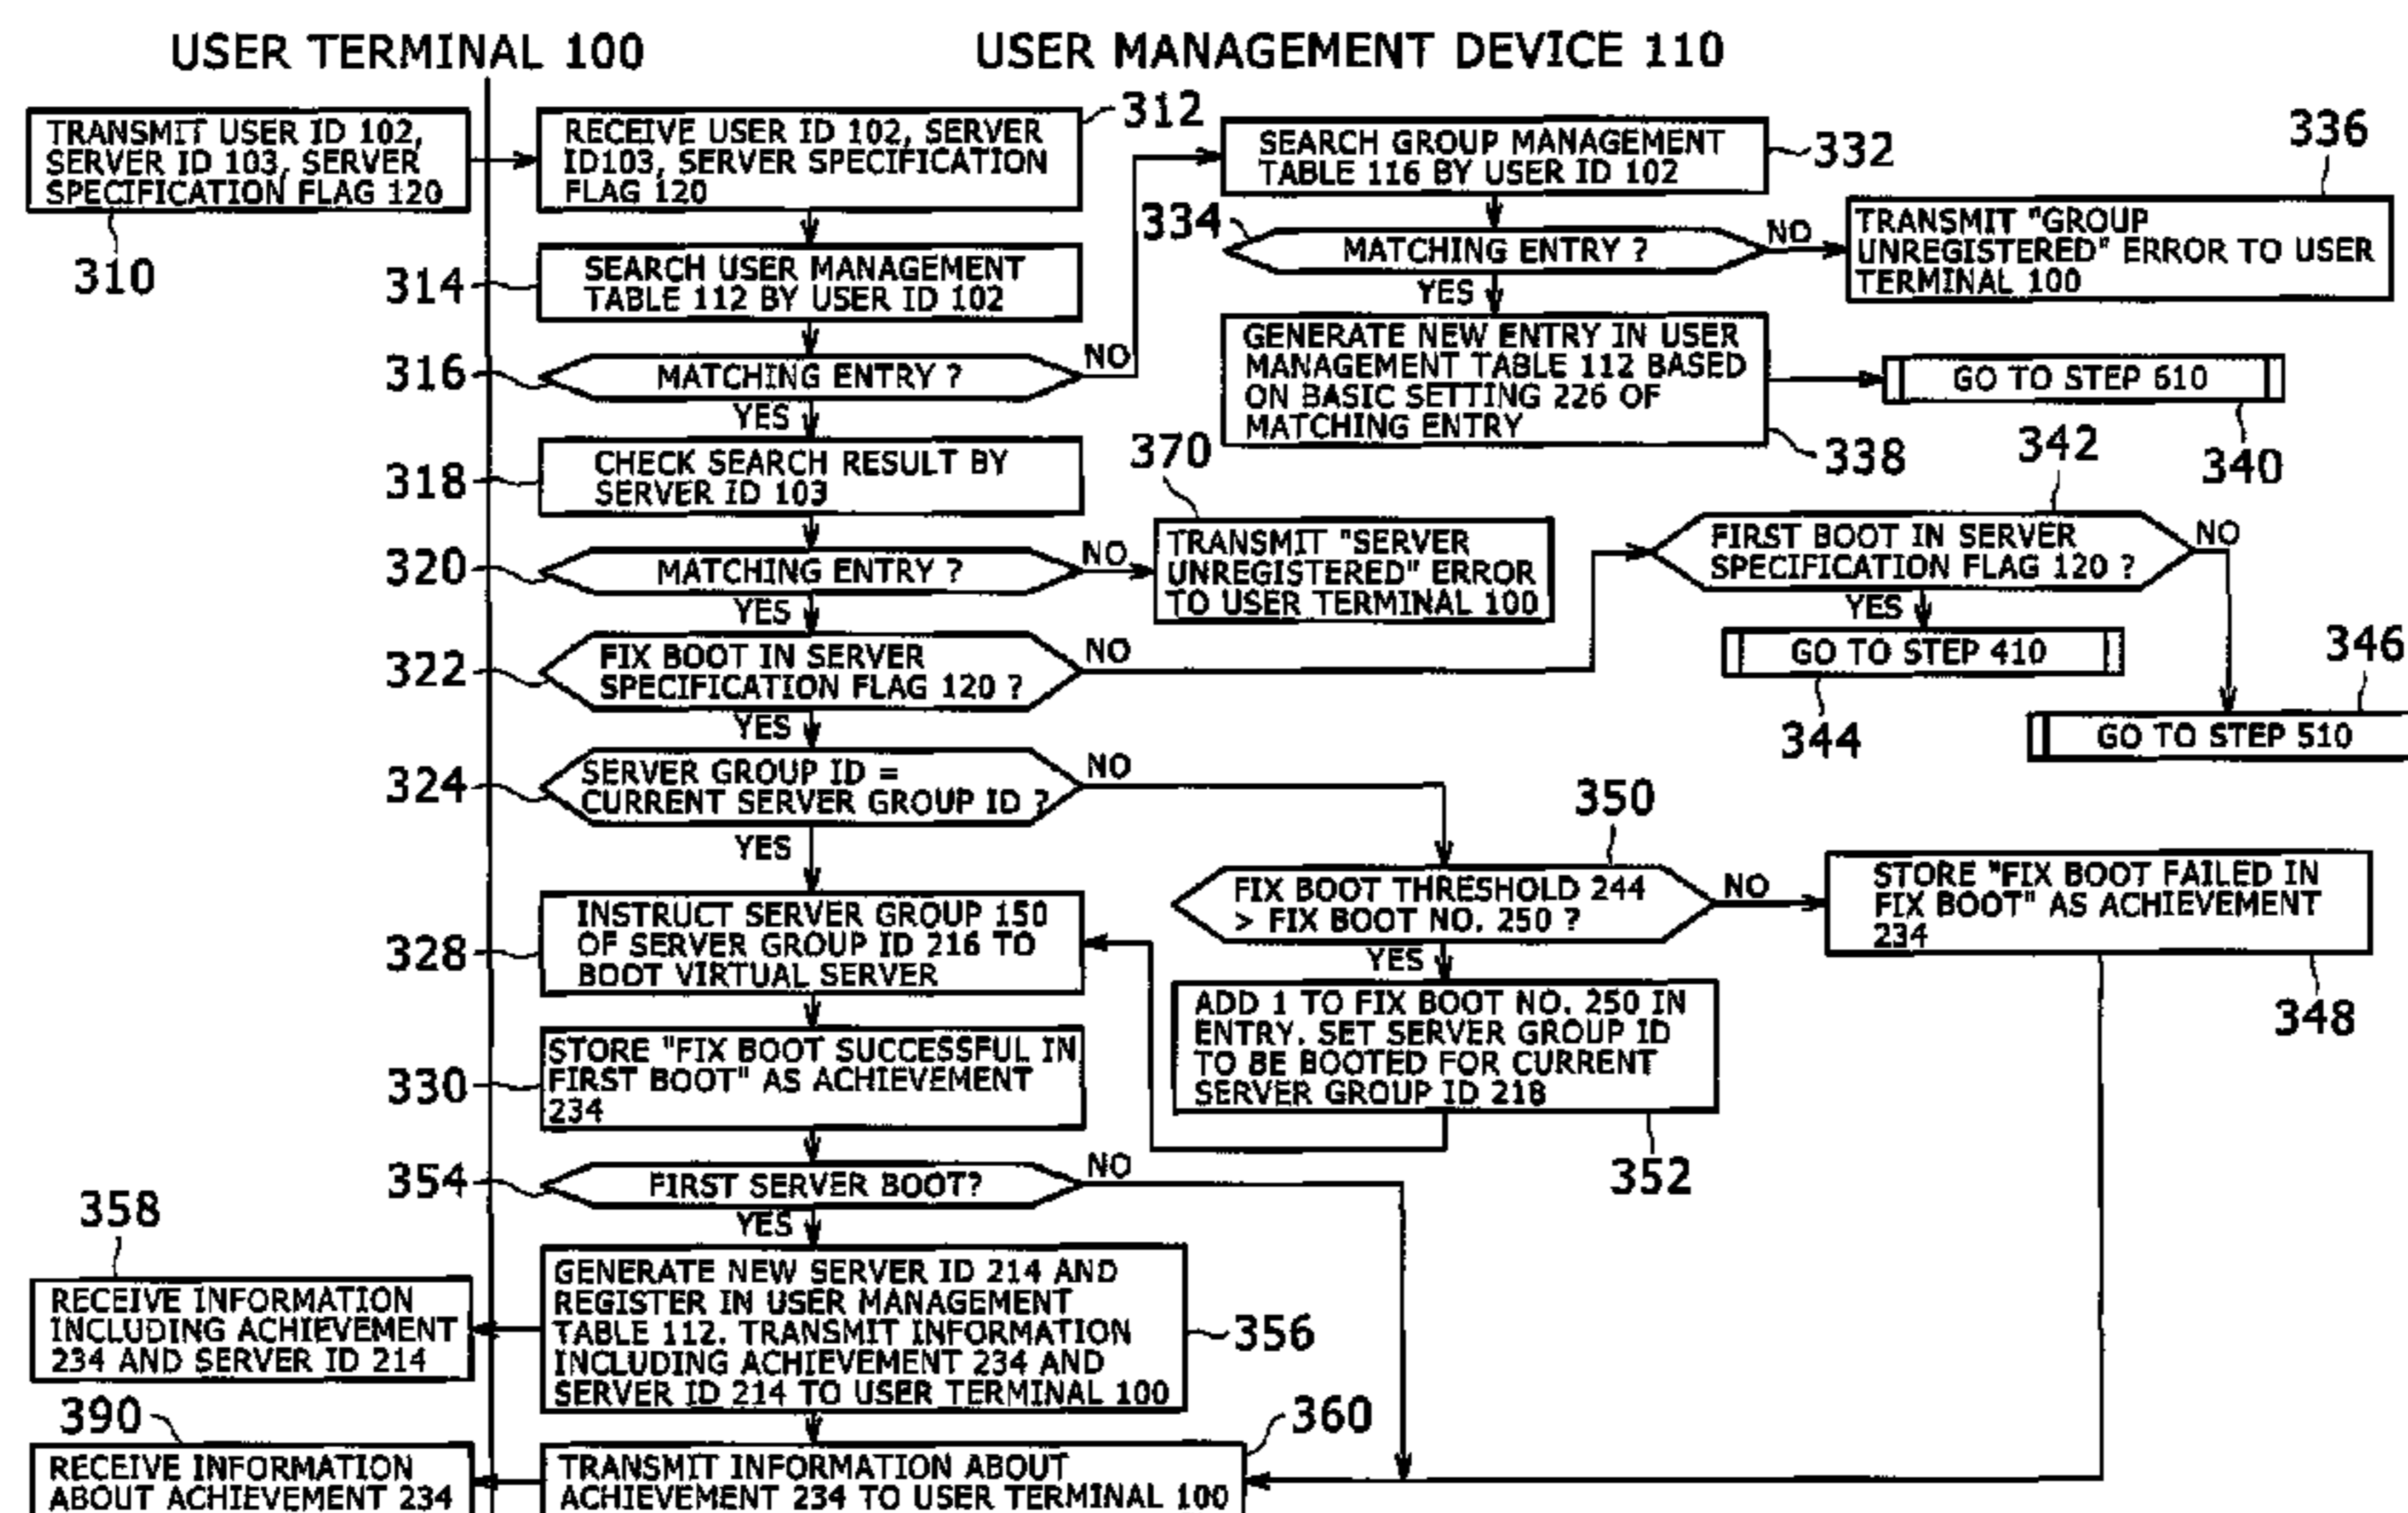 USER TERMINAL 100
USER MANAGEMENT DEVICE 110
TRANSMIT USER ID 102,
SERVER ID 103, SERVER
SPECIFICATION FLAG 120
310
RECEIVE USER ID 102, SERVER
ID103, SERVER SPECIFICATION
FLAG 120
312
SEARCH USER MANAGEMENT
TABLE 112 BY USER ID 102
314
MATCHING ENTRY ?
316
NO
YES
SEARCH GROUP MANAGEMENT
TABLE 116 BY USER ID 102
332
334
MATCHING ENTRY ?
NO
YES
336
TRANSMIT "GROUP
UNREGISTERED" ERROR TO USER
TERMINAL 100
GENERATE NEW ENTRY IN USER
MANAGEMENT TABLE 112 BASED
ON BASIC SETTING 226 OF
MATCHING ENTRY
338
GO TO STEP 610
340
CHECK SEARCH RESULT BY
SERVER ID 103
318
MATCHING ENTRY ?
320
NO
YES
370
TRANSMIT "SERVER
UNREGISTERED" ERROR
TO USER TERMINAL 100
FIX BOOT IN SERVER
SPECIFICATION FLAG 120 ?
322
NO
YES
342
FIRST BOOT IN SERVER
SPECIFICATION FLAG 120 ?
NO
YES
GO TO STEP 410
344
346
GO TO STEP 510
SERVER GROUP ID =
CURRENT SERVER GROUP ID ?
324
NO
YES
350
FIX BOOT THRESHOLD 244
> FIX BOOT NO. 250 ?
NO
YES
STORE "FIX BOOT FAILED IN
FIX BOOT" AS ACHIEVEMENT
234
348
INSTRUCT SERVER GROUP 150
OF SERVER GROUP ID 216 TO
BOOT VIRTUAL SERVER
328
ADD 1 TO FIX BOOT NO. 250 IN
ENTRY. SET SERVER GROUP ID
TO BE BOOTED FOR CURRENT
SERVER GROUP ID 218
352
STORE "FIX BOOT SUCCESSFUL IN
FIRST BOOT" AS ACHIEVEMENT
234
330
FIRST SERVER BOOT?
354
NO
YES
GENERATE NEW SERVER ID 214 AND
REGISTER IN USER MANAGEMENT
TABLE 112. TRANSMIT INFORMATION
INCLUDING ACHIEVEMENT 234 AND
SERVER ID 214 TO USER TERMINAL 100
356
358
RECEIVE INFORMATION
INCLUDING ACHIEVEMENT
234 AND SERVER ID 214
360
TRANSMIT INFORMATION ABOUT
ACHIEVEMENT 234 TO USER TERMINAL 100
390
RECEIVE INFORMATION
ABOUT ACHIEVEMENT 234